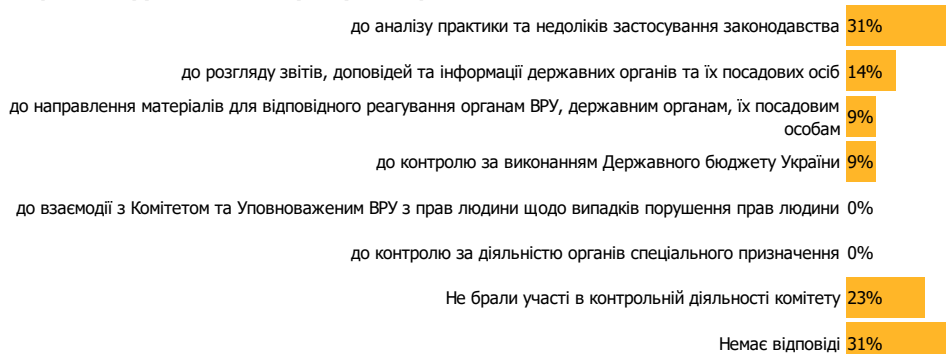 до аналізу практики та недоліків застосування законодавства 31%
до розгляду звітів, доповідей та інформації державних органів та їх посадових осіб 14%
до направлення матеріалів для відповідного реагування органам ВРУ, державним органам, їх посадовим
особам 9%
до контролю за виконанням Державного бюджету України 9%
до взаємодії з Комітетом та Уповноваженим ВРУ з прав людини щодо випадків порушення прав людини 0%
до контролю за діяльністю органів спеціального призначення 0%
Не брали участі в контрольній діяльності комітету 23%
Немає відповіді 31%